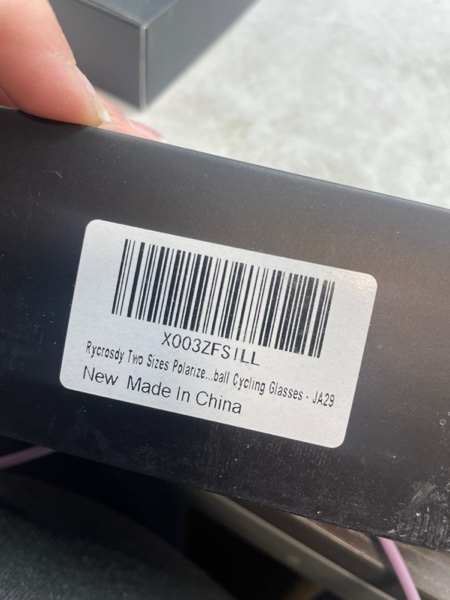 X003ZFSILL
Rycrosdy Two Sizes Polarize...ball Cycling Glasses - JA29
New Made In China